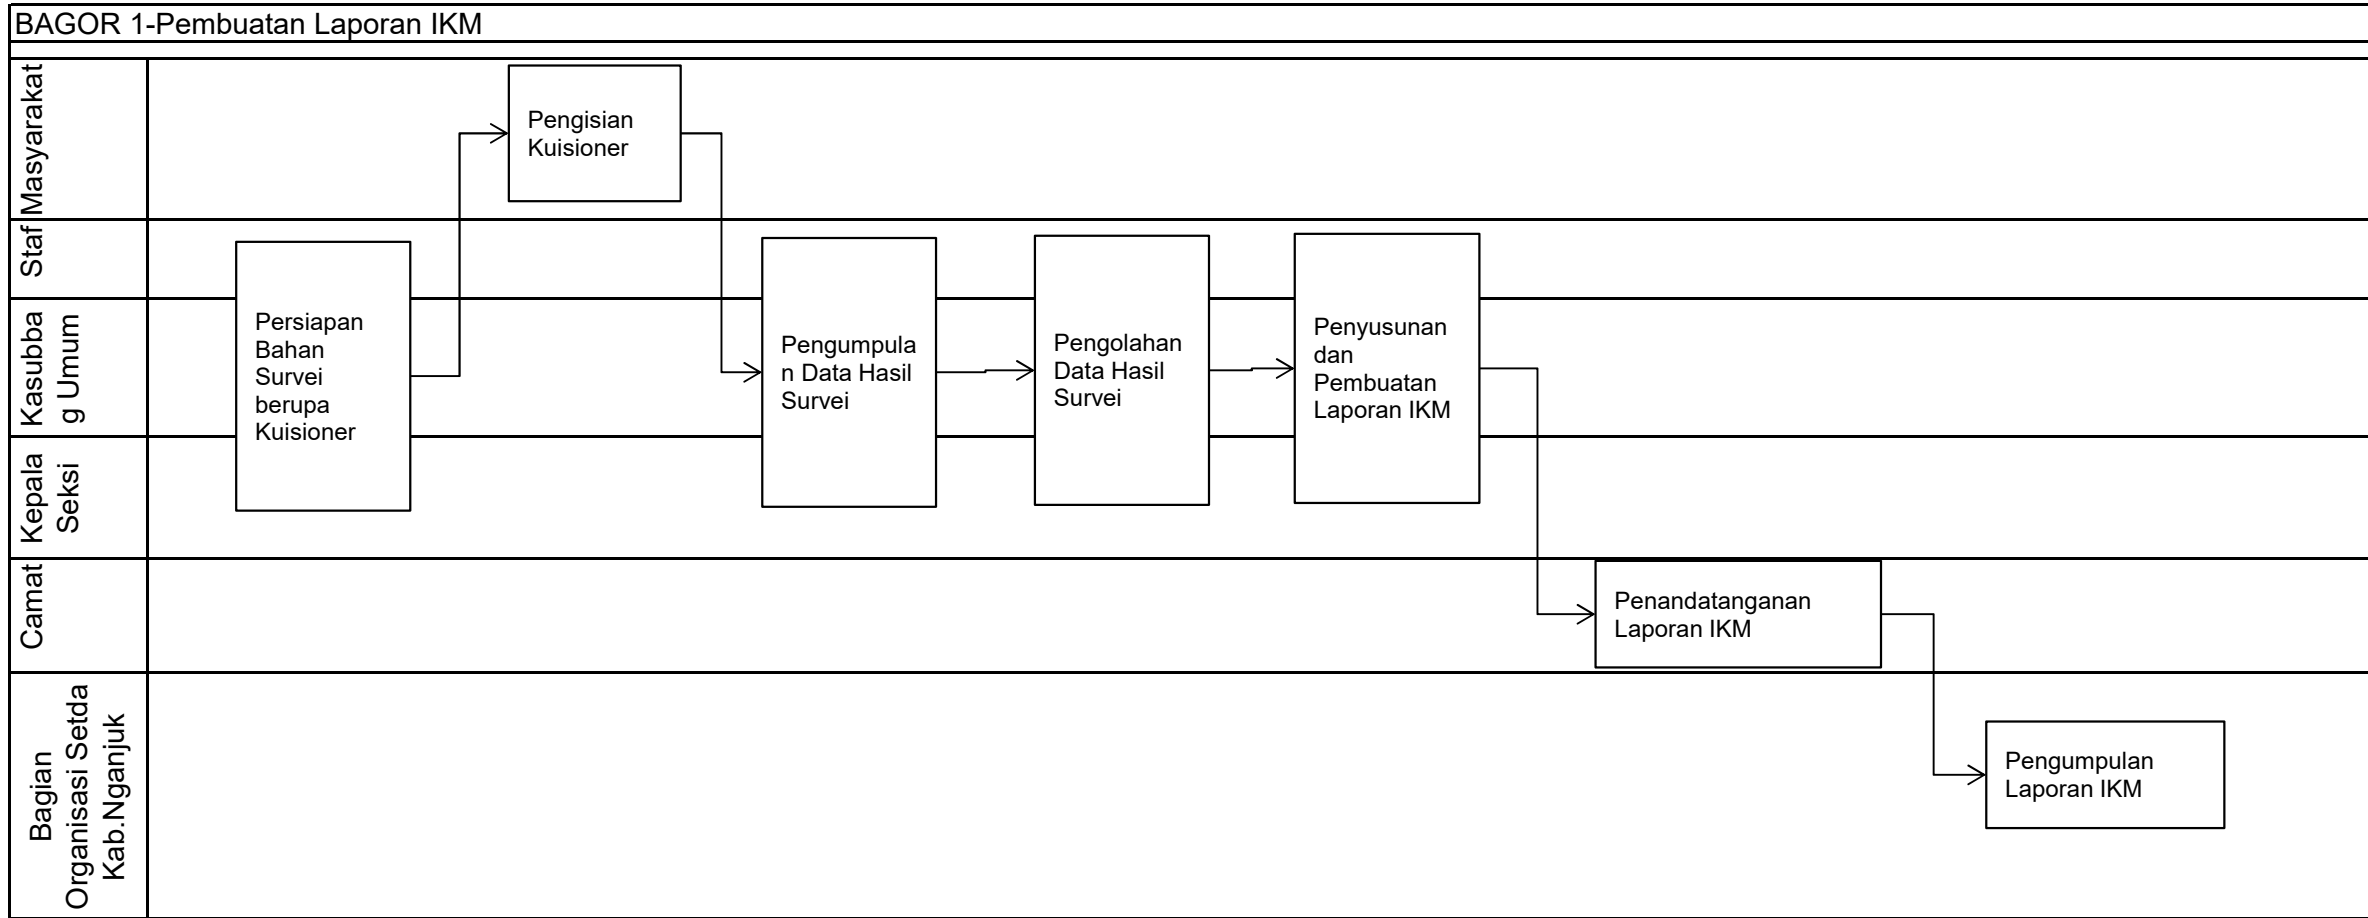 BAGOR 1-Pembuatan Laporan IKM
Masyarakat
Pengisian
Kuisioner
Staf
Kasubba
g Umum
Kepala
Seksi
Persiapan
Bahan
Survei
berupa
Kuisioner
Pengumpula
n Data Hasil
Survei
Pengolahan
Data Hasil
Survei
Penyusunan
dan
Pembuatan
Laporan IKM
Camat
Penandatanganan
Laporan IKM
Bagian
Organisasi Setda
Kab.Nganjuk
Pengumpulan
Laporan IKM